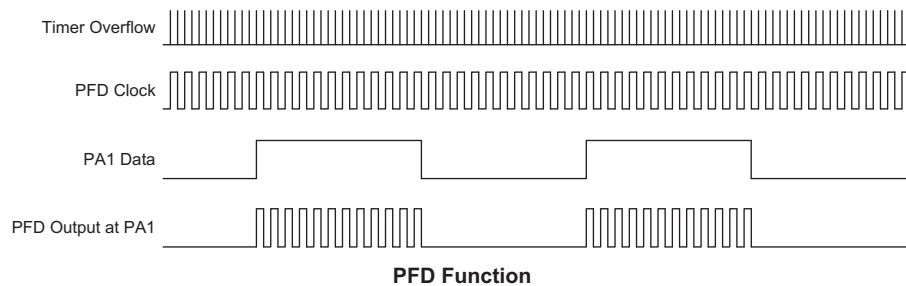 Timer Overflow
PFD Clock
PA1 Data
PFD Output at PA1
PFD Function